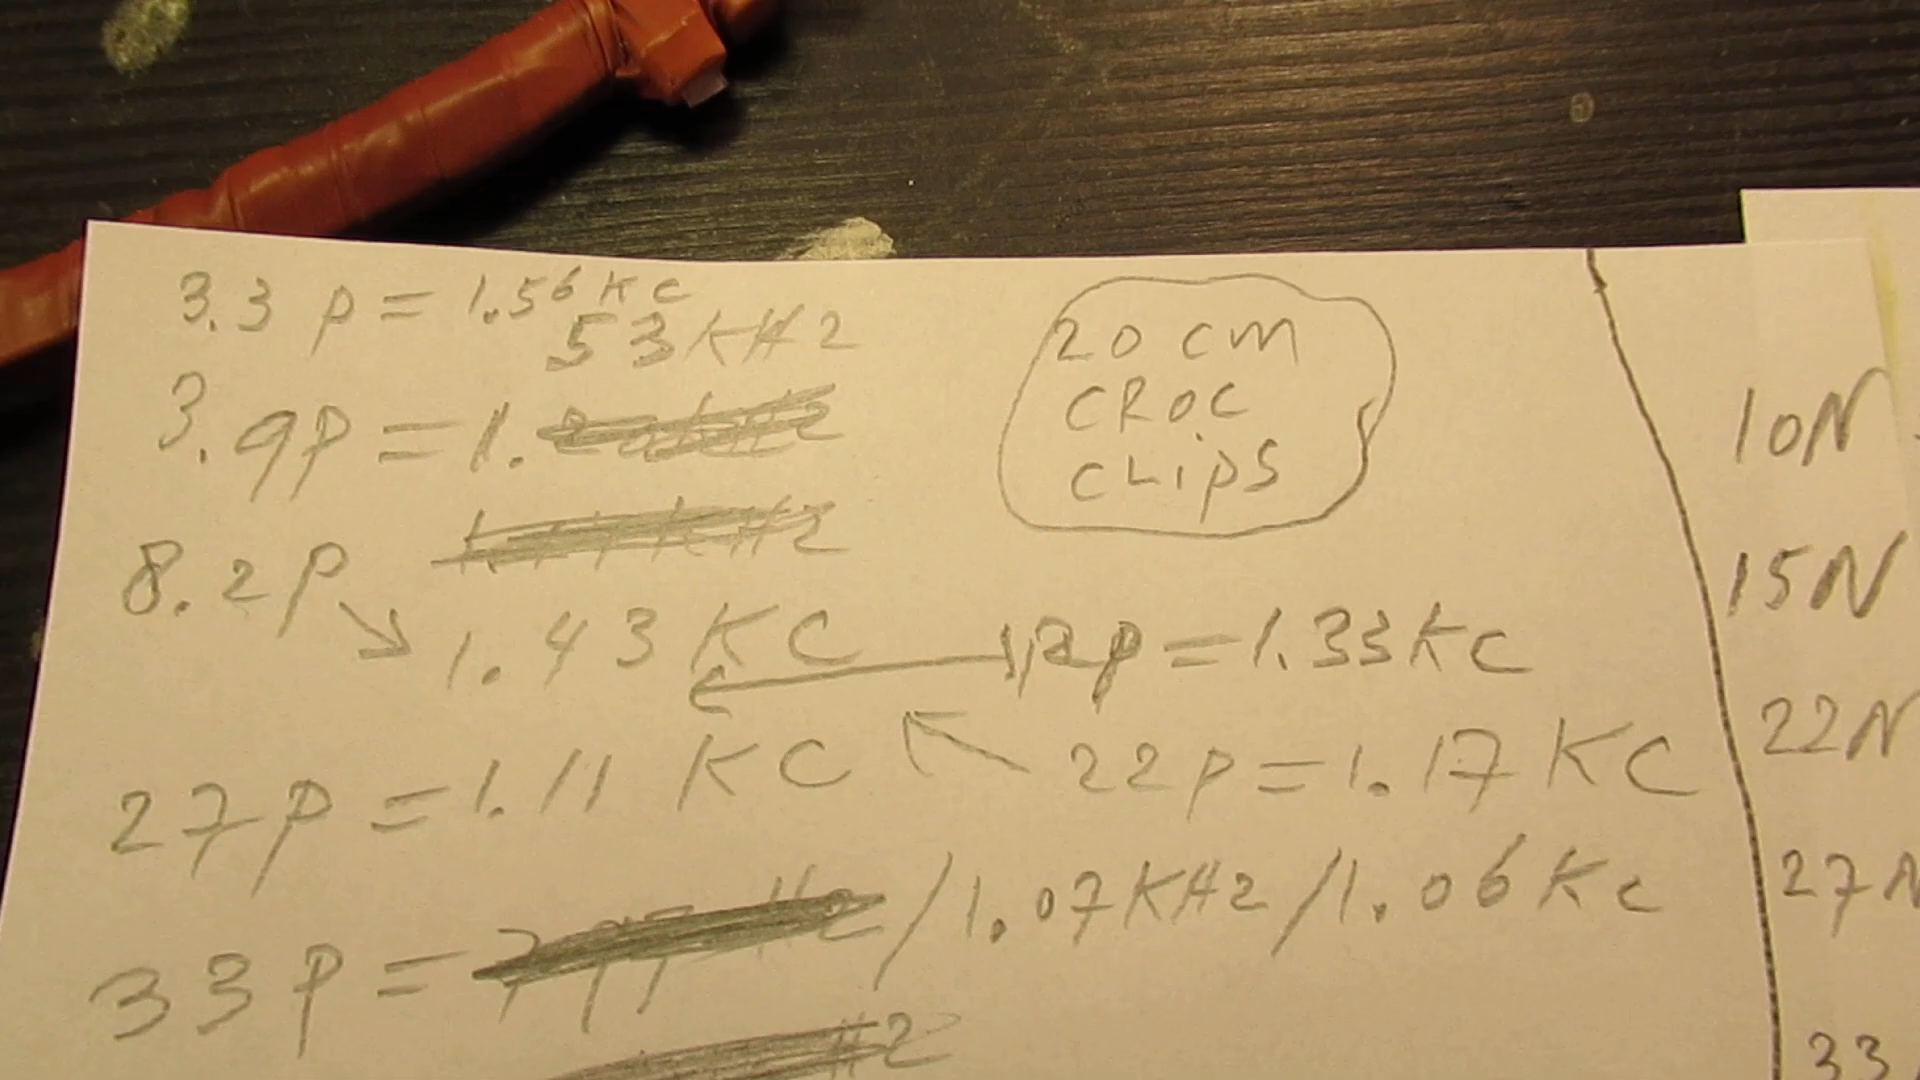 3.3 p = 1.56 KC
53 KHZ
3.9p = 1.
8.2p
1.43 KC
12p = 1.33 KC
27p = 1.11 KC
22p = 1.17 KC
33p = / 1.07 KHZ / 1.06 KC
HZ
20 cm
CROC
CLIPS
10N
15N
22N
27N
33